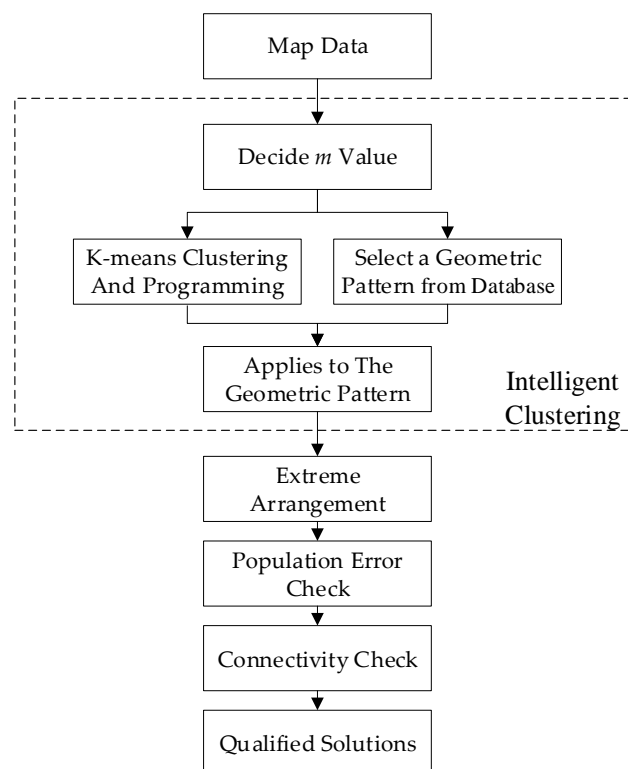 Map Data
Decide m Value
K-means Clustering
And Programming
Select a Geometric
Pattern from Database
Applies to The
Geometric Pattern
Intelligent
Clustering
Extreme
Arrangement
Population Error
Check
Connectivity Check
Qualified Solutions